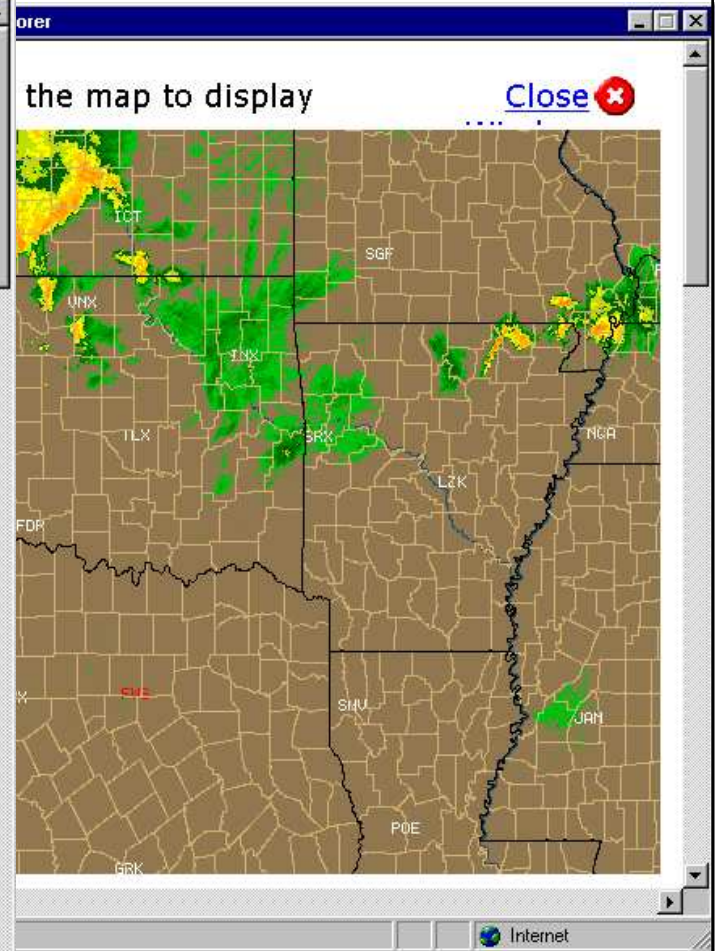 orer
the map to display Close
ICT
SGF
VNX
INX
TLX
SRX
NQA
LZK
FDR
FWS
X
SHV
JAN
POE
GRK
Internet